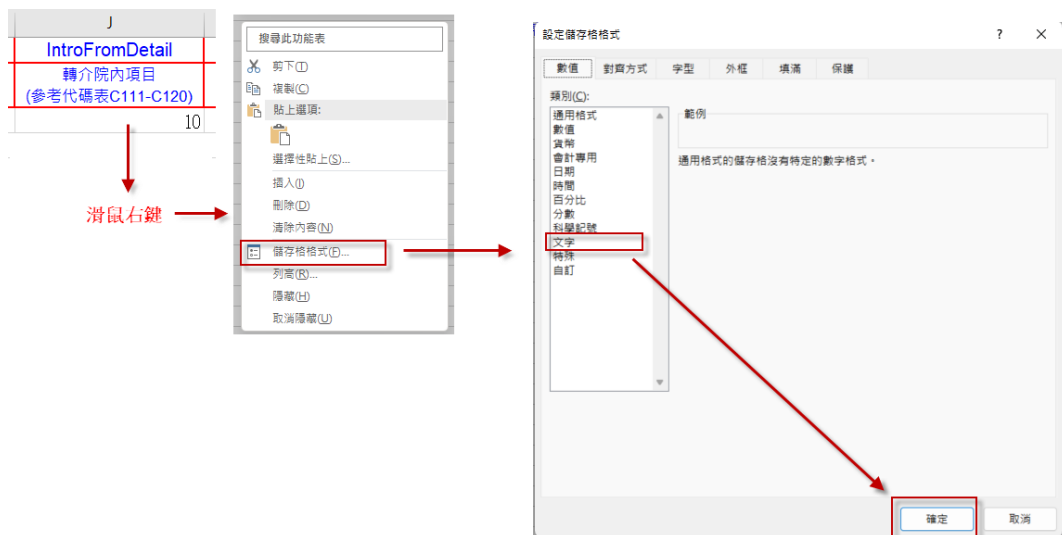 J
IntroFromDetail
轉介院內項目
(參考代碼表C111-C120)
10
滑鼠右鍵
搜尋此功能表
剪下(T)
複製(C)
貼上選項:
選擇性貼上(S)...
插入(I)
刪除(D)
清除內容(N)
儲存格格式(F)...
列高(R)...
隱藏(H)
取消隱藏(U)
設定儲存格格式
? ×
數值 對齊方式 字型 外框 填滿 保護
類別(C):
通用格式
數值
貨幣
會計專用
日期
時間
百分比
分數
科學記號
文字
特殊
自訂
範例
通用格式的儲存格沒有特定的數字格式。
確定 取消